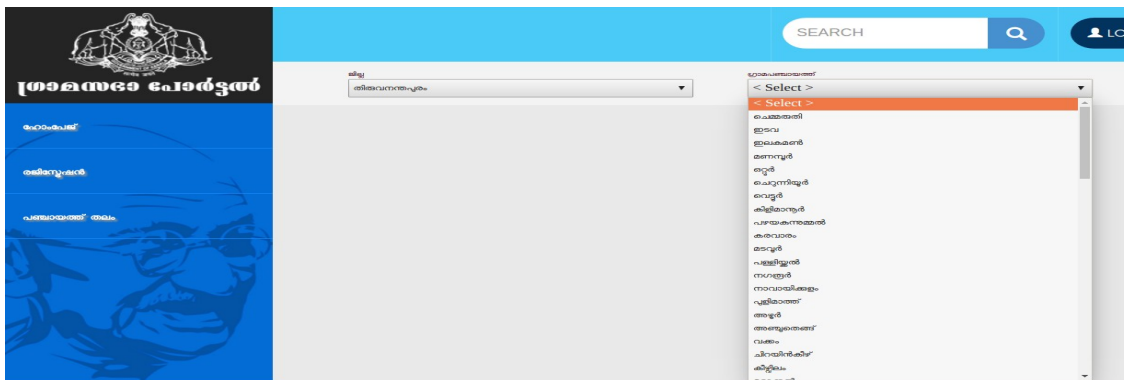 SEARCH
LO
ഗ്രാമസഭാ പോർട്ടൽ
ജില്ല
ഗ്രാമപഞ്ചായത്ത്
തിരുവനന്തപുരം
< Select >
< Select >
ഹോംപേജ്
ചെമ്മരുതി
ഇടവ
ഇലകമൺ
മണമ്പൂർ
രജിസ്ട്രേഷൻ
ഒറ്റൂർ
ചെറുന്നിയൂർ
വെട്ടൂർ
കിളിമാനൂർ
പഞ്ചായത്ത് തലം
പഴയകുന്നുമ്മൽ
കരവാരം
മടവൂർ
പള്ളിയ്ക്കൽ
നഗരൂർ
നാവായിക്കുളം
പുളിമാത്ത്
അഴൂർ
അഞ്ചുതെങ്ങ്
വക്കം
ചിറയിൻകീഴ്
കിഴുവിലം